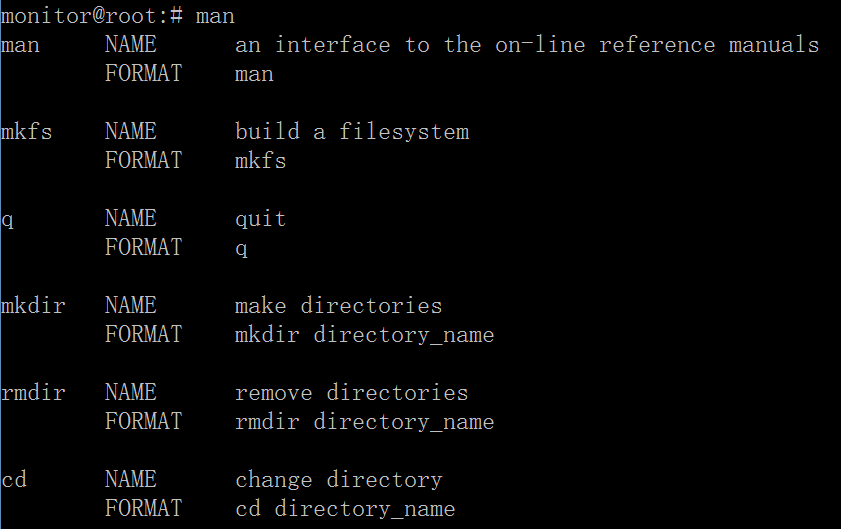 monitor@root:# man
man NAME an interface to the on-line reference manuals
FORMAT man
mkfs NAME build a filesystem
FORMAT mkfs
q NAME quit
FORMAT q
mkdir NAME make directories
FORMAT mkdir directory_name
rmdir NAME remove directories
FORMAT rmdir directory_name
cd NAME change directory
FORMAT cd directory_name